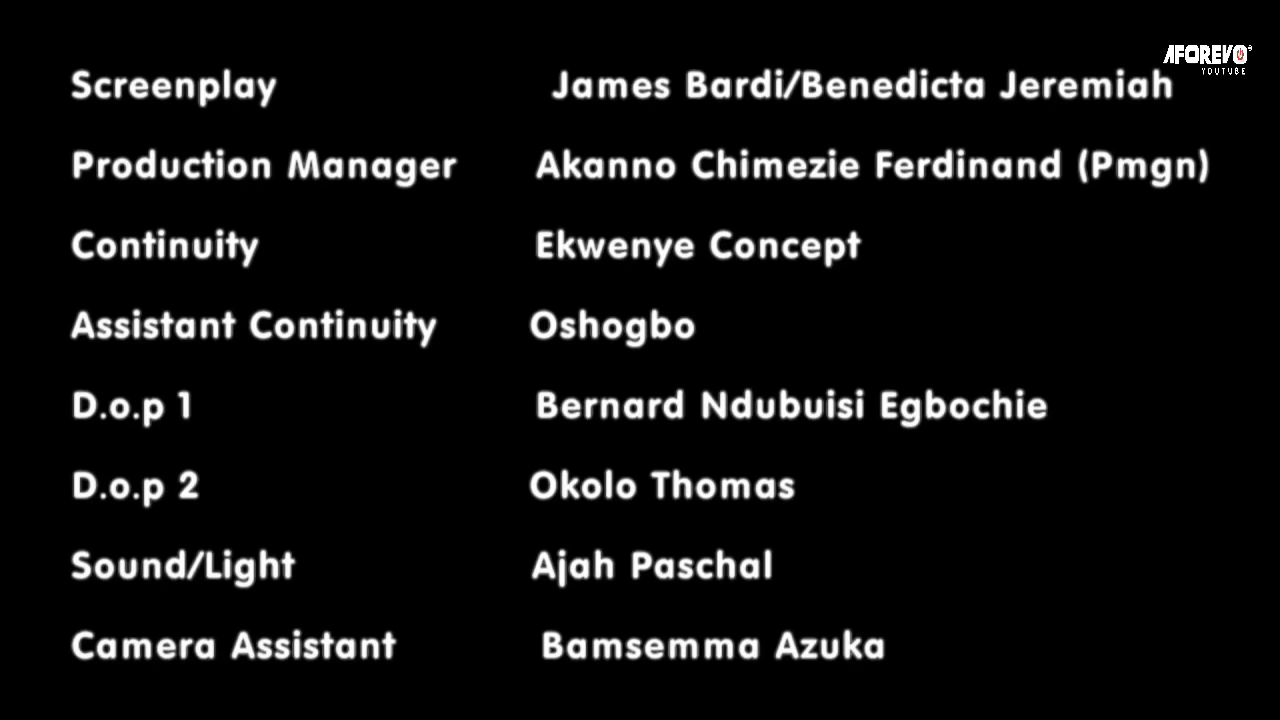 AFOREVO
YOUTUBE
Screenplay James Bardi/Benedicta Jeremiah
Production Manager Akanno Chimezie Ferdinand (Pmgn)
Continuity Ekwenye Concept
Assistant Continuity Oshogbo
D.o.p 1 Bernard Ndubuisi Egbochie
D.o.p 2 Okolo Thomas
Sound/Light Ajah Paschal
Camera Assistant Bamsemma Azuka